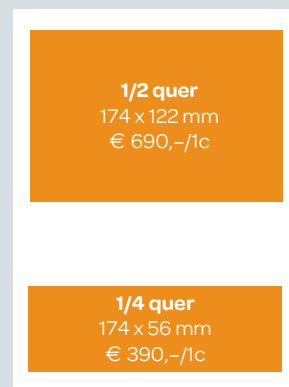 1/2 quer
174 x 122 mm
€ 690,–/1c
1/4 quer
174 x 56 mm
€ 390,–/1c